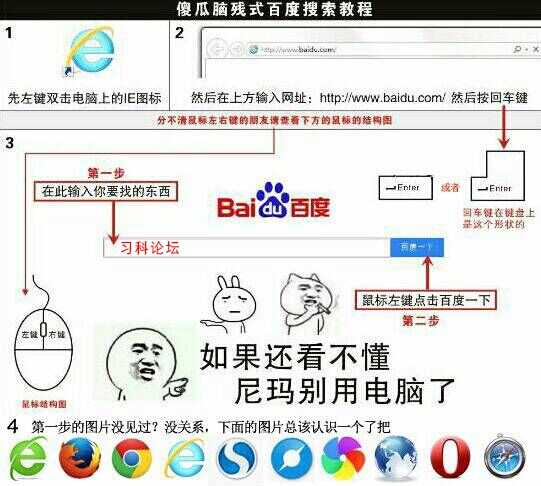 傻瓜脑残式百度搜索教程
1
2
http://www.baidu.com/
先左键双击电脑上的IE图标
然后在上方输入网址：http://www.baidu.com/ 然后按回车键
分不清鼠标左右键的朋友请查看下方的鼠标的结构图
3
第一步
在此输入你要找的东西
Bai du 百度
Enter
或者
Enter
回车键在键盘上
是这个形状的
习科论坛
百度一下
鼠标左键点击百度一下
第二步
左键
右键
鼠标结构图
如果还看不懂
尼玛别用电脑了
4 第一步的图片没见过？没关系，下面的图片总该认识一个了把